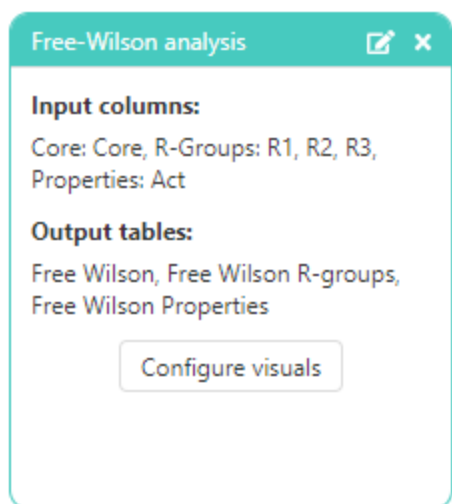 Free-Wilson analysis
Input columns:
Core: Core, R-Groups: R1, R2, R3,
Properties: Act
Output tables:
Free Wilson, Free Wilson R-groups,
Free Wilson Properties
Configure visuals